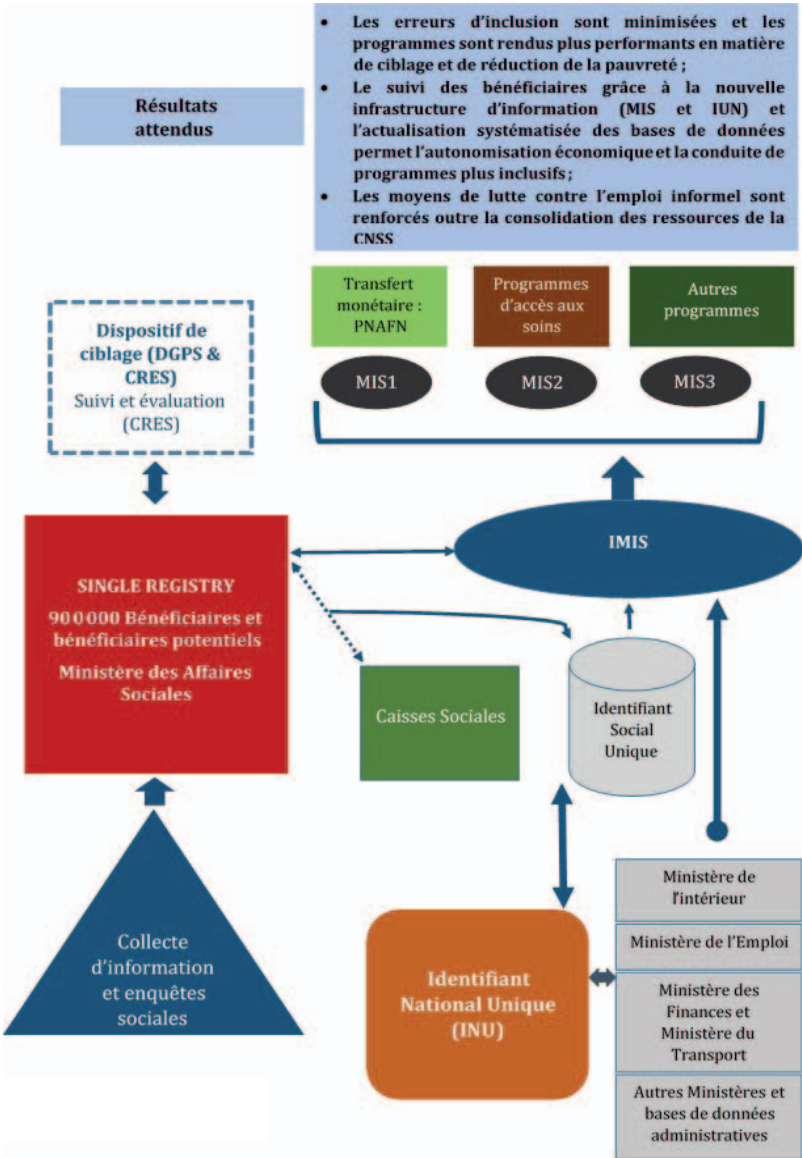 • Les erreurs d’inclusion sont minimisées et les
programmes sont rendus plus performants en matière
de ciblage et de réduction de la pauvreté ;
• Le suivi des bénéficiaires grâce à la nouvelle
infrastructure d’information (MIS et IUN) et
l’actualisation systématisée des bases de données
permet l’autonomisation économique et la conduite de
programmes plus inclusifs ;
• Les moyens de lutte contre l’emploi informel sont
renforcés outre la consolidation des ressources de la
CNSS
Résultats
attendus
Transfert
monétaire :
PNAFN
Programmes
d’accès aux
soins
Autres
programmes
MIS1
MIS2
MIS3
Dispositif de
ciblage (DGPS &
CRES)
Suivi et évaluation
(CRES)
IMIS
SINGLE REGISTRY
900 000 Bénéficiaires et
bénéficiaires potentiels
Ministère des Affaires
Sociales
Caisses Sociales
Identifiant
Social
Unique
Collecte
d’information
et enquêtes
sociales
Identifiant
National Unique
(INU)
Ministère de
l’intérieur
Ministère de l’Emploi
Ministère des
Finances et
Ministère du
Transport
Autres Ministères et
bases de données
administratives